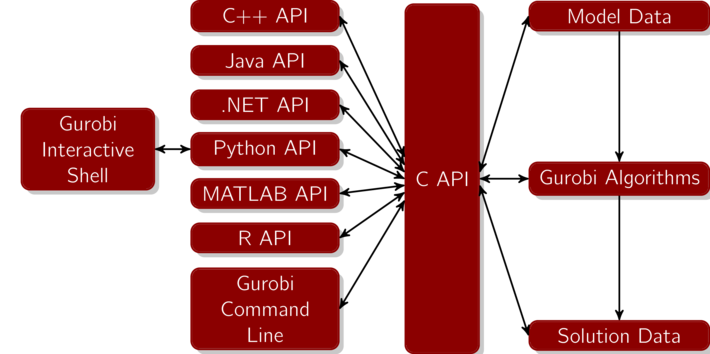 C++ API
Java API
.NET API
Python API
MATLAB API
R API
Gurobi
Command
Line
Gurobi
Interactive
Shell
C API
Model Data
Gurobi Algorithms
Solution Data